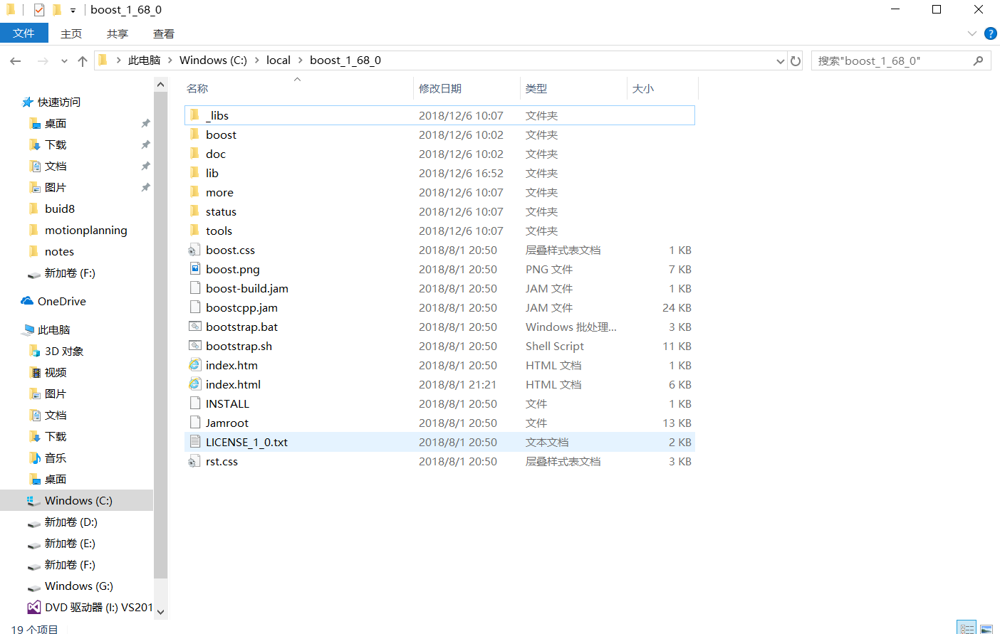 boost_1_68_0
文件 主页 共享 查看
此电脑 Windows (C:) local boost_1_68_0 搜索"boost_1_68_0"
名称 修改日期 类型 大小
快速访问
桌面
下载
文档
图片
buid8
motionplanning
notes
新加卷 (F:)
OneDrive
此电脑
3D 对象
视频
图片
文档
下载
音乐
桌面
Windows (C:)
新加卷 (D:)
新加卷 (E:)
新加卷 (F:)
Windows (G:)
DVD 驱动器 (I:) VS201
_libs 2018/12/6 10:07 文件夹
boost 2018/12/6 10:02 文件夹
doc 2018/12/6 10:02 文件夹
lib 2018/12/6 16:52 文件夹
more 2018/12/6 10:07 文件夹
status 2018/12/6 10:07 文件夹
tools 2018/12/6 10:07 文件夹
boost.css 2018/8/1 20:50 层叠样式表文档 1 KB
boost.png 2018/8/1 20:50 PNG 文件 7 KB
boost-build.jam 2018/8/1 20:50 JAM 文件 1 KB
boostcpp.jam 2018/8/1 20:50 JAM 文件 24 KB
bootstrap.bat 2018/8/1 20:50 Windows 批处理... 3 KB
bootstrap.sh 2018/8/1 20:50 Shell Script 11 KB
index.htm 2018/8/1 20:50 HTML 文档 1 KB
index.html 2018/8/1 21:21 HTML 文档 6 KB
INSTALL 2018/8/1 20:50 文件 1 KB
Jamroot 2018/8/1 20:50 文件 13 KB
LICENSE_1_0.txt 2018/8/1 20:50 文本文档 2 KB
rst.css 2018/8/1 20:50 层叠样式表文档 3 KB
19 个项目